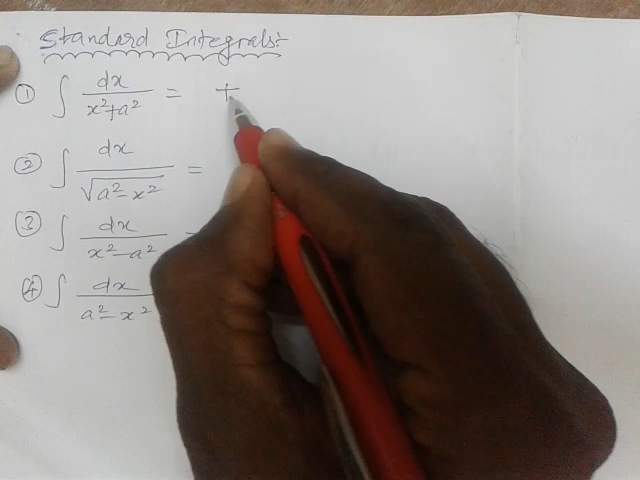 Standard Integrals:-
① ∫ dx / x²+a² = t
② ∫ dx / √a²-x² =
③ ∫ dx / x²-a² =
④ ∫ dx / a²-x²